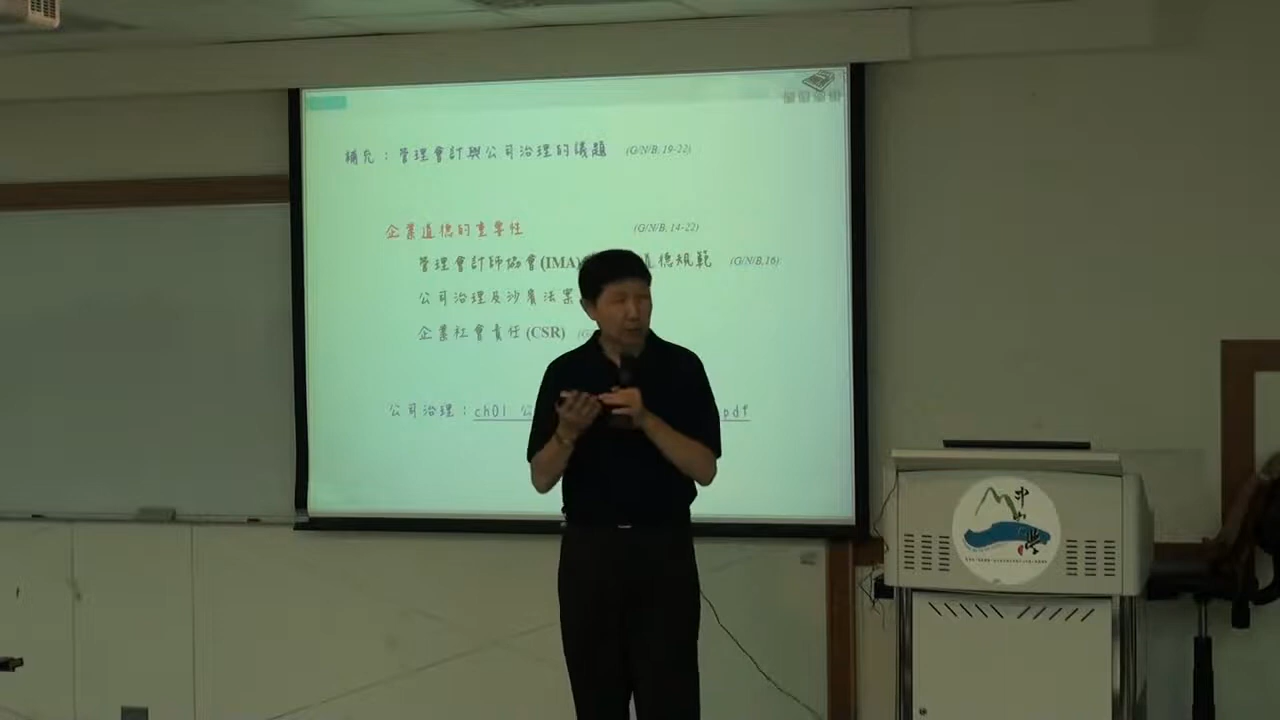 補充：管理會計與公司治理的議題 (G/N/B, 19-22)
企業道德的重要性 (G/N/B, 14-22)
管理會計師協會(IMA) 道德規範 (G/N/B,16)
公司治理及沙賓法案
企業社會責任(CSR)
公司治理：ch01 公 pdf